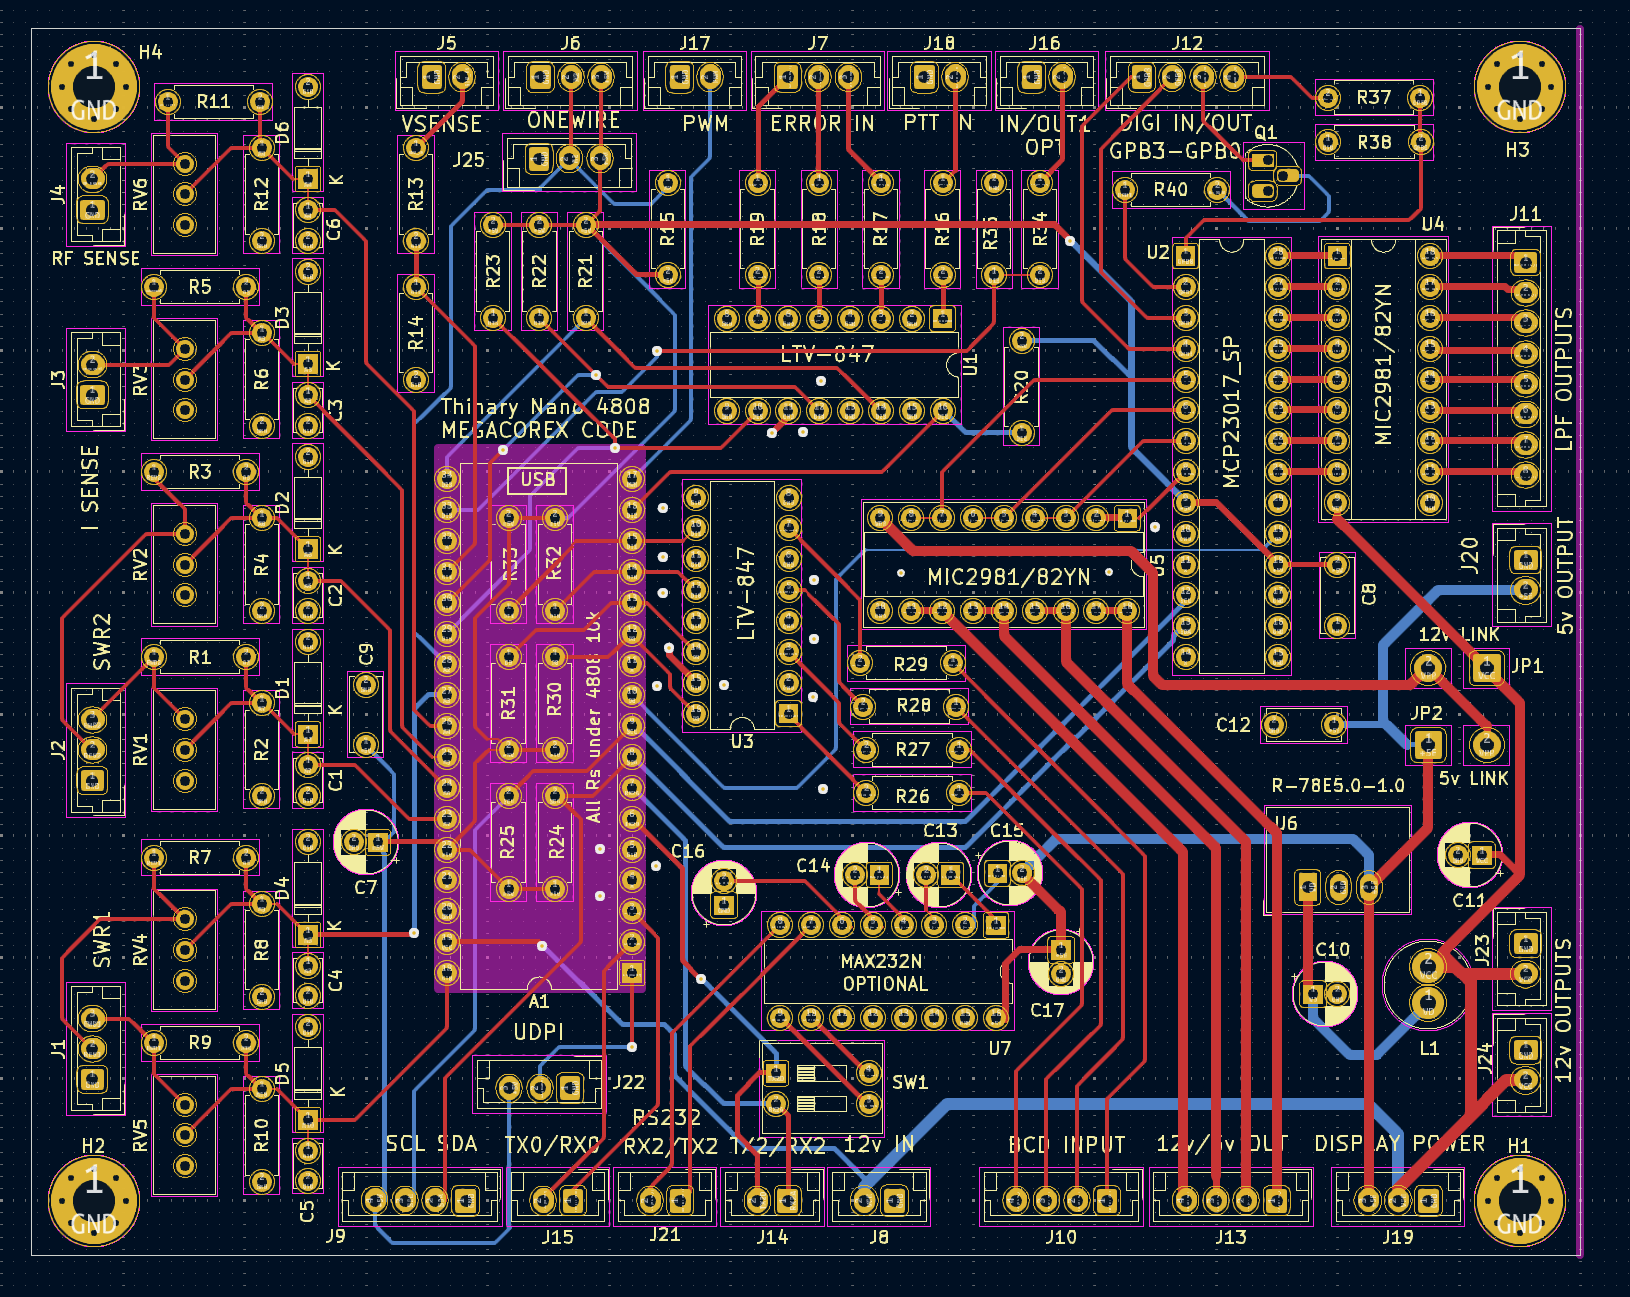 J5
J6
J17
J7
J18
J16
J12
H4
1
GND
R11
D6
K
VSENSE
ONEWIRE
PWM
ERROR IN
PTT IN
IN/OUT1
OPT
DIGI IN/OUT
GPB3-GPB0
Q1
R37
R38
1
GND
H3
J25
J4
RV6
R12
C6
RF SENSE
R13
R15
R19
R18
R17
R16
R35
R34
R40
U2
U4
J11
R5
D3
K
R23
R22
R21
R14
J3
RV3
R6
C3
LTV-847
U1
R20
MCP23017_SP
MIC2981/82YN
LPF OUTPUTS
Thinary Nano 4808
MEGACOREX CODE
I SENSE
R3
D2
K
USB
RV2
R4
C2
R33
R32
LTV-847
MIC2981/82YN
U5
C8
J20
5v OUTPUT
SWR2
R1
D1
K
C9
All Rs under 4808 10k
R29
12V LINK
JP1
R31
R30
R28
J2
RV1
R2
C1
U3
R27
C12
JP2
5v LINK
R26
R-78E5.0-1.0
U6
C7
R25
R24
C16
C14
C13
C15
C11
R7
D4
K
SWR1
RV4
R8
C4
MAX232N
OPTIONAL
C17
C10
J23
A1
UDPI
U7
L1
12v OUTPUTS
J1
R9
D5
K
J22
SW1
J24
RS232
H2
RV5
R10
C5
SCL SDA
TX0/RX0
RX2/TX2
TX2/RX2
12v IN
BCD INPUT
12v/5v OUT
DISPLAY POWER
H1
1
GND
1
GND
J9
J15
J21
J14
J8
J10
J13
J19